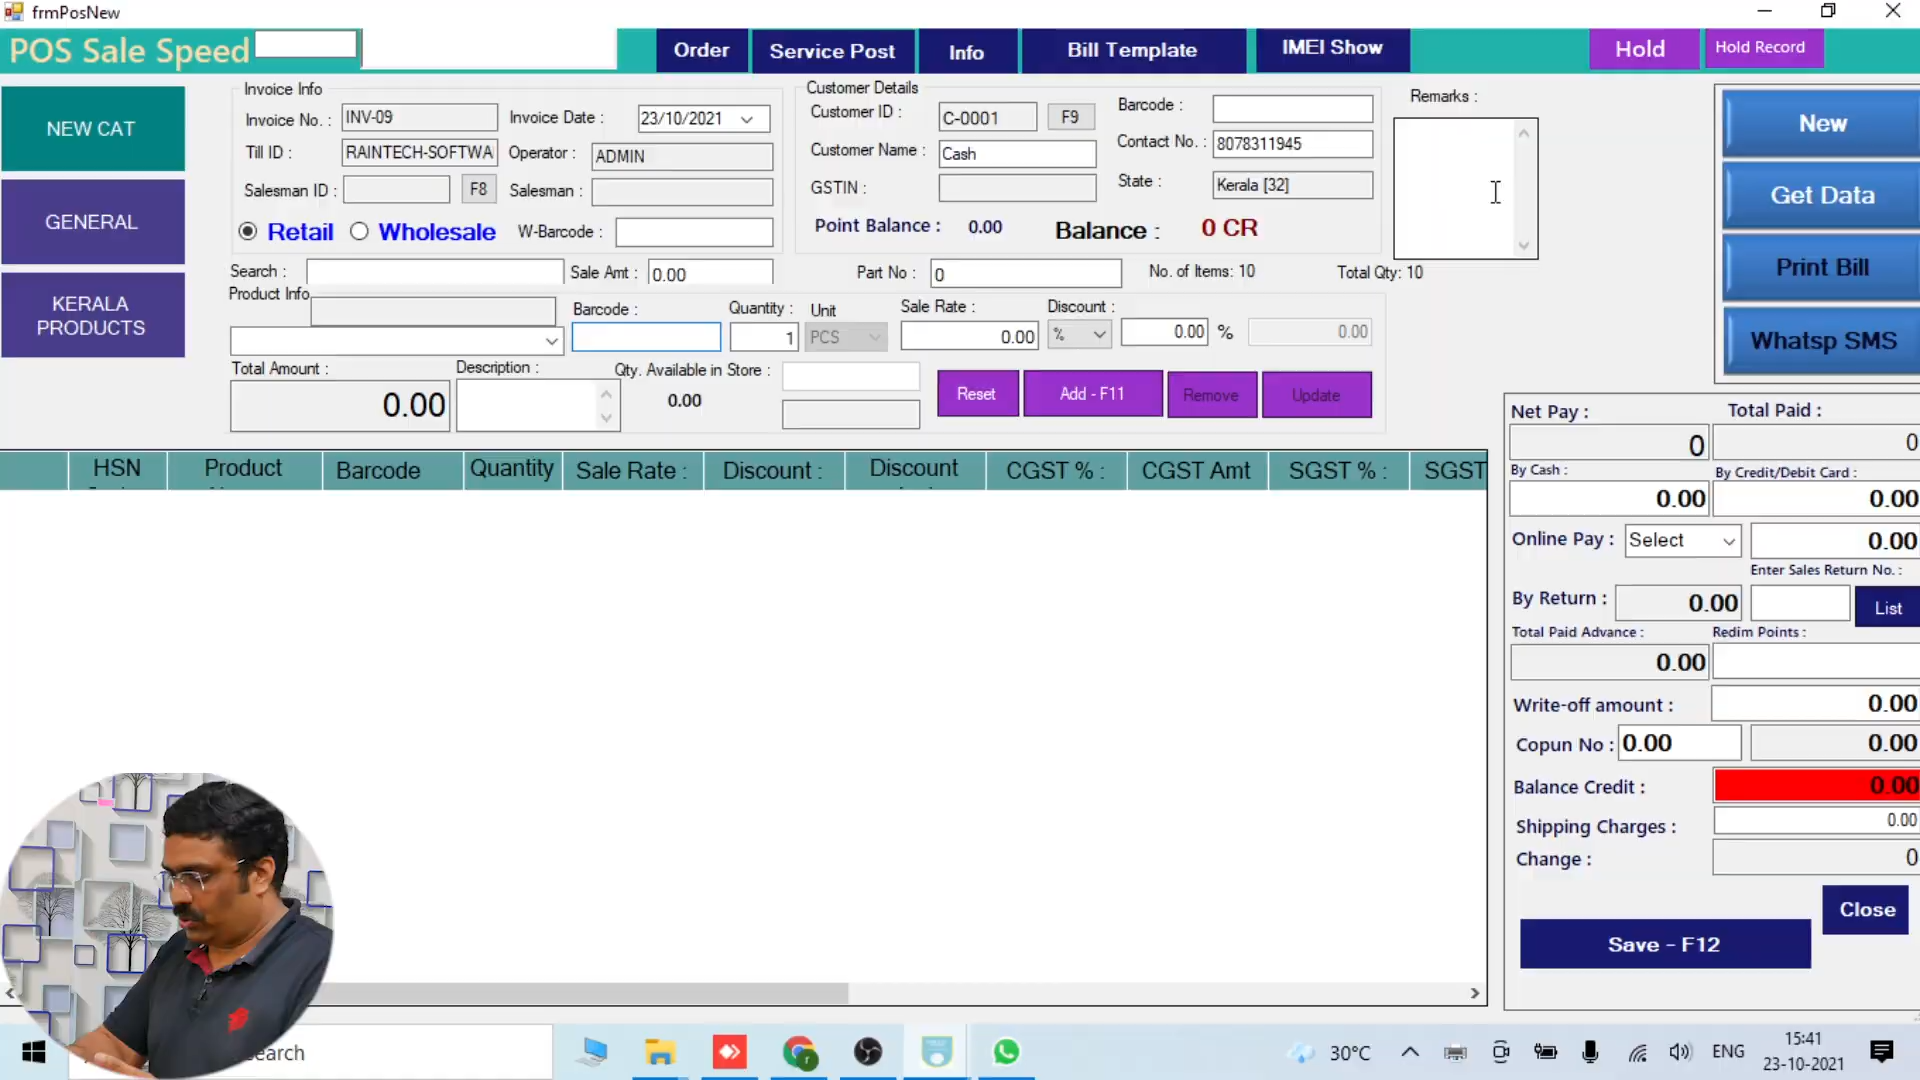 frmPosNew
POS Sale Speed
Order
Service Post
Info
Bill Template
IMEI Show
Hold
Hold Record
NEW CAT
GENERAL
KERALA
PRODUCTS
Invoice Info
Invoice No. : INV-09 Invoice Date : 23/10/2021
Till ID : RAINTECH-SOFTWA Operator : ADMIN
Salesman ID : F8 Salesman :
Retail Wholesale W-Barcode :
Customer Details
Customer ID : C-0001 F9 Barcode :
Customer Name : Cash Contact No. : 8078311945
GSTIN : State : Kerala [32]
Point Balance : 0.00 Balance : 0 CR
Remarks :
New
Get Data
Print Bill
Whatsp SMS
Search : Sale Amt : 0.00 Part No : 0 No. of Items: 10 Total Qty: 10
Product Info
Barcode : Quantity : Unit Sale Rate : Discount :
1 PCS 0.00 % 0.00 % 0.00
Total Amount : Description : Qty. Available in Store :
0.00 0.00
Reset Add - F11 Remove Update
HSN Product Barcode Quantity Sale Rate : Discount : Discount CGST % : CGST Amt SGST % : SGST
Net Pay : Total Paid :
0 0
By Cash : By Credit/Debit Card :
0.00 0.00
Online Pay : Select 0.00
Enter Sales Return No. :
By Return : 0.00 List
Total Paid Advance : Redim Points :
0.00
Write-off amount : 0.00
Copun No : 0.00 0.00
Balance Credit : 0.00
Shipping Charges : 0.00
Change : 0
Close
Save - F12
earch
30°C
ENG
15:41
23-10-2021